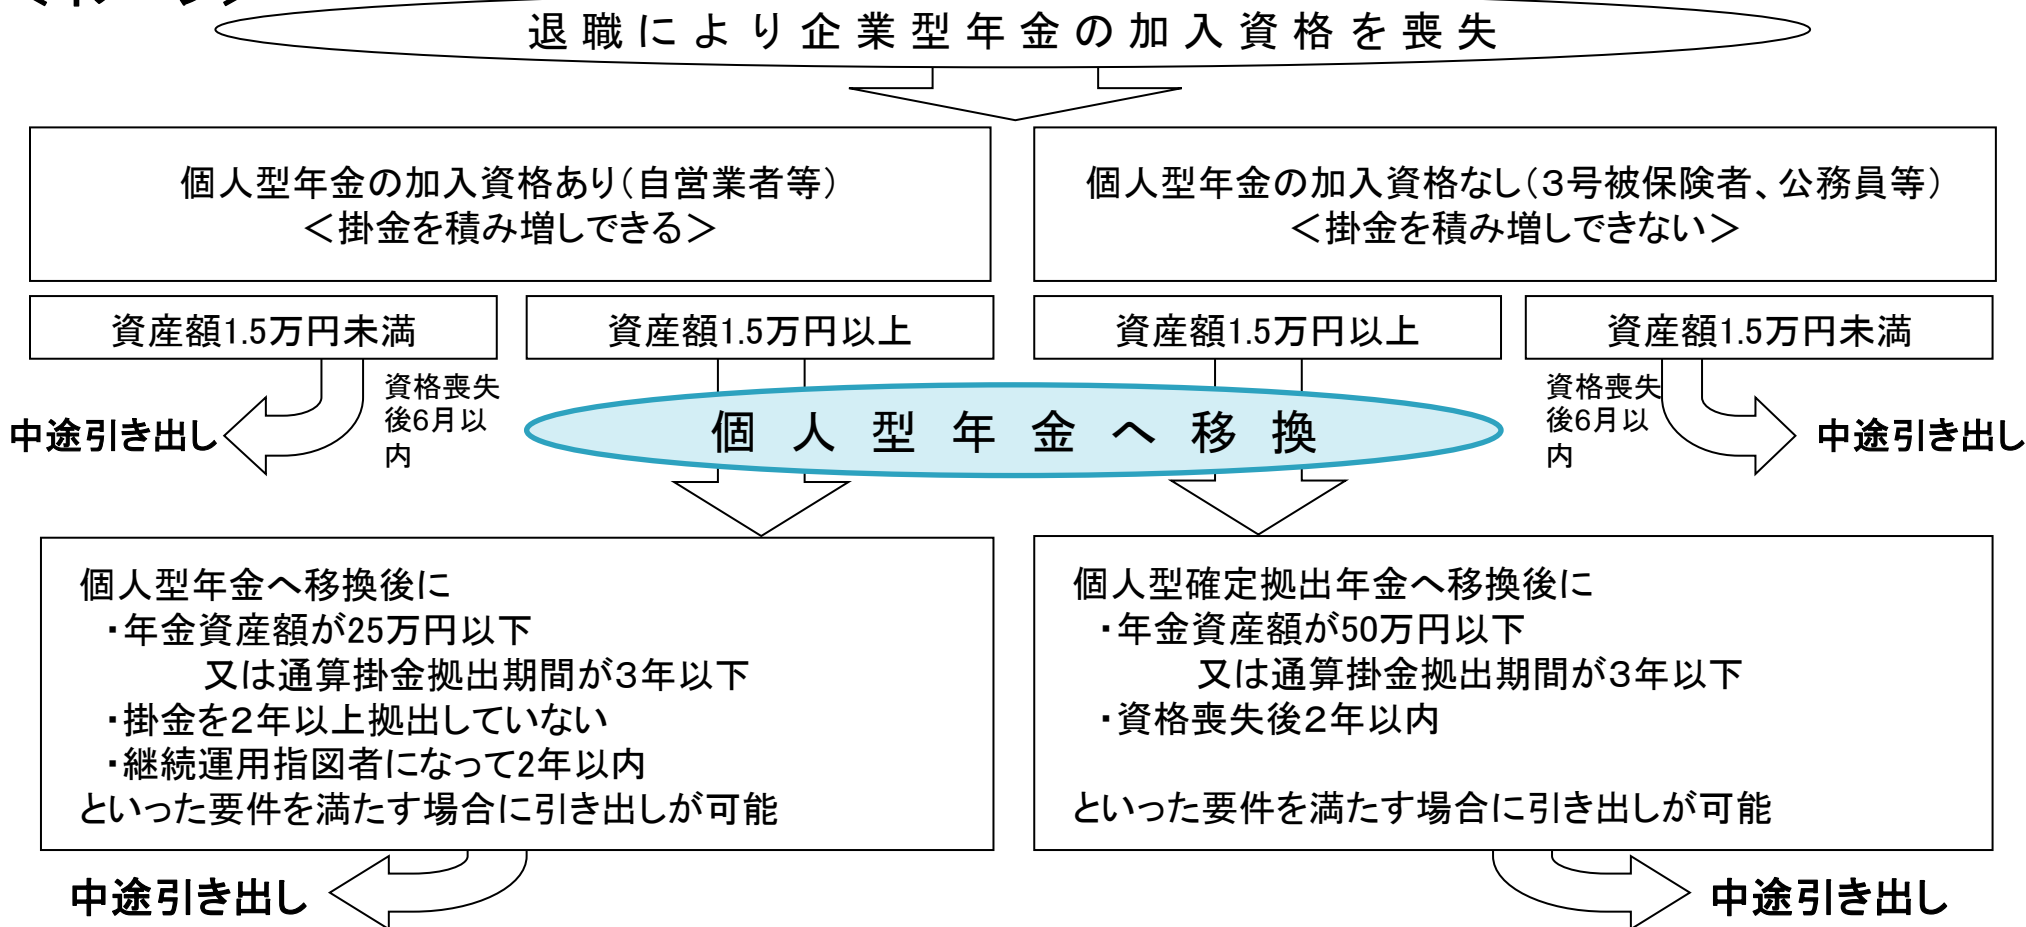 退職により企業型年金の加入資格を喪失
個人型年金の加入資格あり（自営業者等）
＜掛金を積み増しできる＞
個人型年金の加入資格なし（３号被保険者、公務員等）
＜掛金を積み増しできない＞
資産額1.5万円未満
資産額1.5万円以上
資産額1.5万円以上
資産額1.5万円未満
資格喪失
後6月以
内
中途引き出し
個人型年金へ移換
資格喪失
後6月以
内
中途引き出し
個人型年金へ移換後に
・年金資産額が25万円以下
又は通算掛金拠出期間が３年以下
・掛金を２年以上拠出していない
・継続運用指図者になって2年以内
といった要件を満たす場合に引き出しが可能
個人型確定拠出年金へ移換後に
・年金資産額が50万円以下
又は通算掛金拠出期間が３年以下
・資格喪失後２年以内
といった要件を満たす場合に引き出しが可能
中途引き出し
中途引き出し